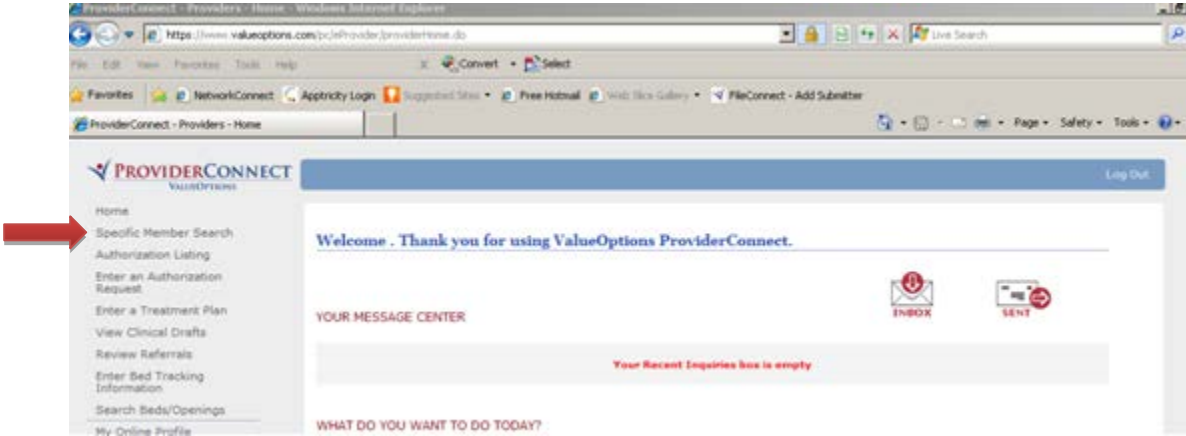 ProviderConnect - Providers - Home - Windows Internet Explorer
https://www.valueoptions.com/pc/eProvider/providerHome.do
Live Search
File Edit View Favorites Tools Help
x Convert Select
Favorites NetworkConnect Apptricity Login Suggested Sites Free Hotmail Web Slice Gallery FileConnect - Add Submitter
ProviderConnect - Providers - Home
Page Safety Tools
PROVIDERCONNECT
VALUEOPTIONS
Log Out
Home
Specific Member Search
Authorization Listing
Enter an Authorization
Request
Enter a Treatment Plan
View Clinical Drafts
Review Referrals
Enter Bed Tracking
Information
Search Beds/Openings
My Online Profile
Welcome . Thank you for using ValueOptions ProviderConnect.
INBOX
SENT
YOUR MESSAGE CENTER
Your Recent Inquiries box is empty
WHAT DO YOU WANT TO DO TODAY?